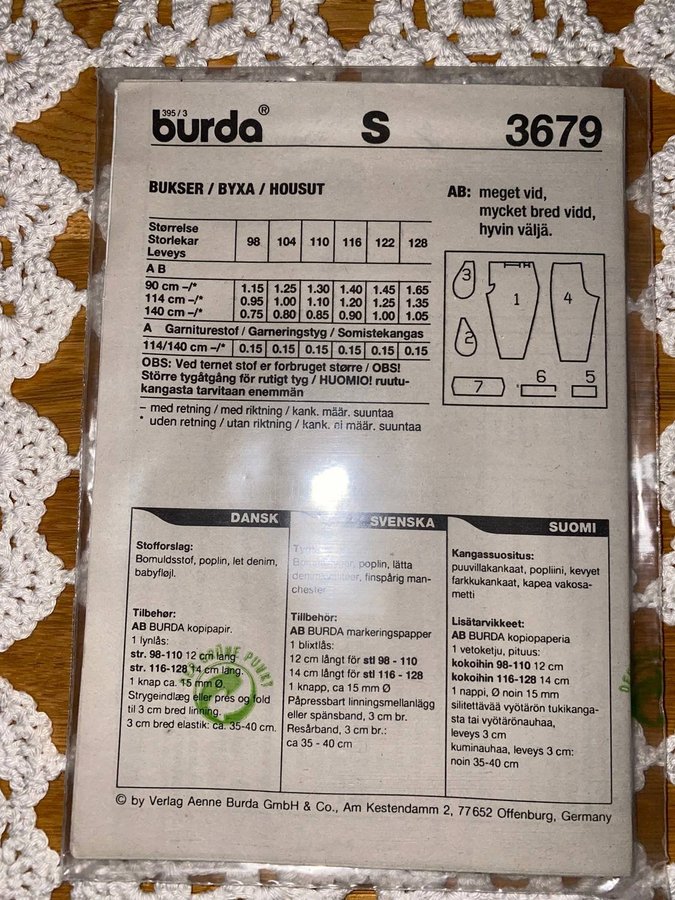 395/3
burda® S 3679
BUKSER / BYXA / HOUSUT
AB: meget vid,
mycket bred vidd,
hyvin väljä.
Størrelse
Storlekar
Leveys
98 104 110 116 122 128
A B
90 cm –/* 1.15 1.25 1.30 1.40 1.45 1.65
114 cm –/* 0.95 1.00 1.10 1.20 1.25 1.35
140 cm –/* 0.75 0.80 0.85 0.90 1.00 1.05
A Garniturestof / Garneringstyg / Somistekangas
114/140 cm –/* 0.15 0.15 0.15 0.15 0.15 0.15
OBS: Ved ternet stof er forbruget større / OBS!
Större tygåtgång för rutigt tyg / HUOMIO! ruutu-
kangasta tarvitaan enemmän
– med retning / med riktning / kank. määr. suuntaa
* uden retning / utan riktning / kank. ei määr. suuntaa
3 1 4
2
7 6 5
DANSK
Stofforslag:
Bomuldsstof, poplin, let denim,
babyfløjl.
Tilbehør:
AB BURDA kopipapir.
1 lynlås:
str. 98-110 12 cm lang
str. 116-128 14 cm lang.
1 knap ca. 15 mm Ø.
Strygeindlæg eller pres og fold
til 3 cm bred linning.
3 cm bred elastik: ca. 35-40 cm.
SVENSKA
poplin, lätta
finspårig man-
chester
Tillbehör:
AB BURDA markeringspapper
1 blixtlås:
12 cm långt för stl 98 - 110
14 cm långt för stl 116 - 128
1 knapp, ca 15 mm Ø
Påpressbart linningsmellanlägg
eller spänsband, 3 cm br.
Resårband, 3 cm br.:
ca 35 - 40 cm
SUOMI
Kangassuositus:
puuvillakankaat, popliini, kevyet
farkkukankaat, kapea vakosa-
metti
Lisätarvikkeet:
AB BURDA kopiopaperia
1 vetoketju, pituus:
kokoihin 98-110 12 cm
kokoihin 116-128 14 cm
1 nappi, Ø noin 15 mm
silitettävää vyötärön tukikanga-
sta tai vyötärönauhaa,
leveys 3 cm
kuminauhaa, leveys 3 cm:
noin 35-40 cm
DER GRÜNE PUNKT
© by Verlag Aenne Burda GmbH & Co., Am Kestendamm 2, 77652 Offenburg, Germany